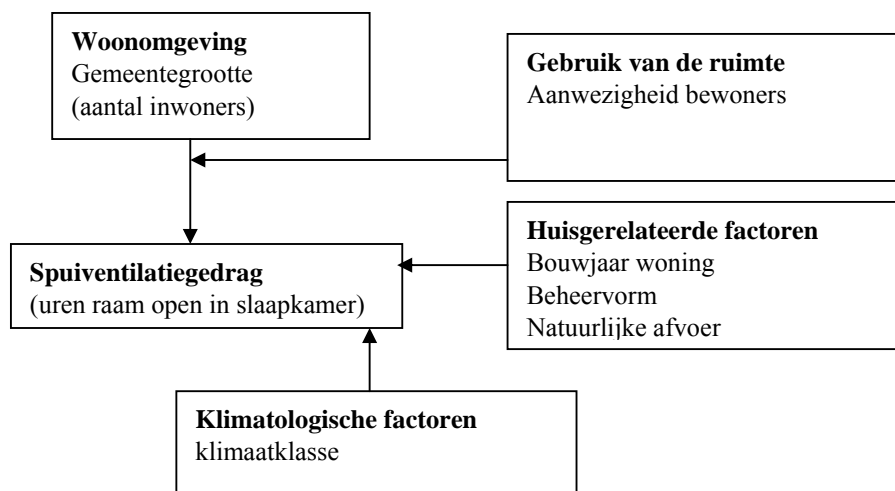 Woonomgeving
Gemeentegrootte
(aantal inwoners)
Gebruik van de ruimte
Aanwezigheid bewoners
Spuiventilatiegedrag
(uren raam open in slaapkamer)
Huisgerelateerde factoren
Bouwjaar woning
Beheervorm
Natuurlijke afvoer
Klimatologische factoren
klimaatklasse